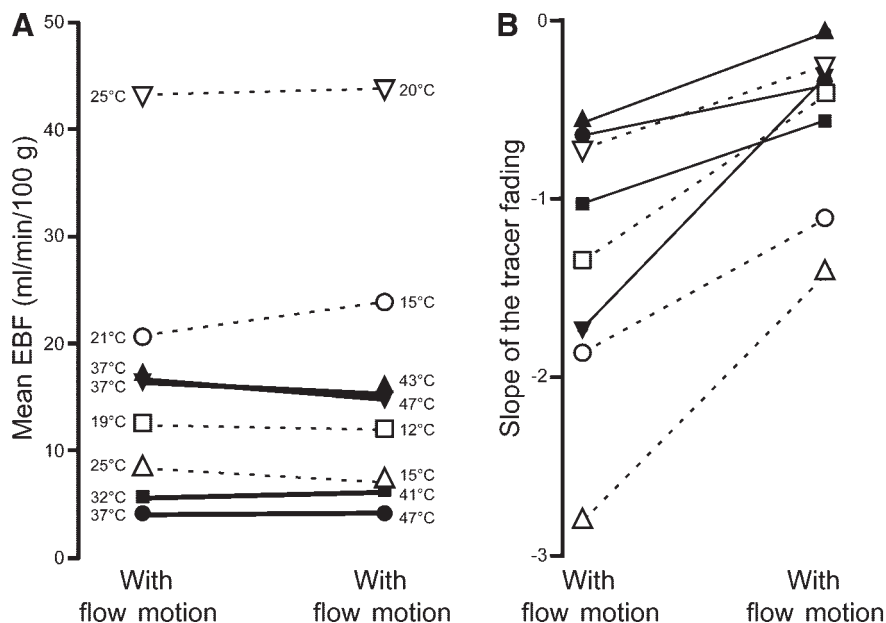 A
Mean EBF (ml/min/100 g)
50
40
30
20
10
0
25°C
20°C
21°C
15°C
37°C
37°C
43°C
47°C
19°C
12°C
25°C
15°C
32°C
41°C
37°C
47°C
With
flow motion
With
flow motion
B
Slope of the tracer fading
0
-1
-2
-3
With
flow motion
With
flow motion